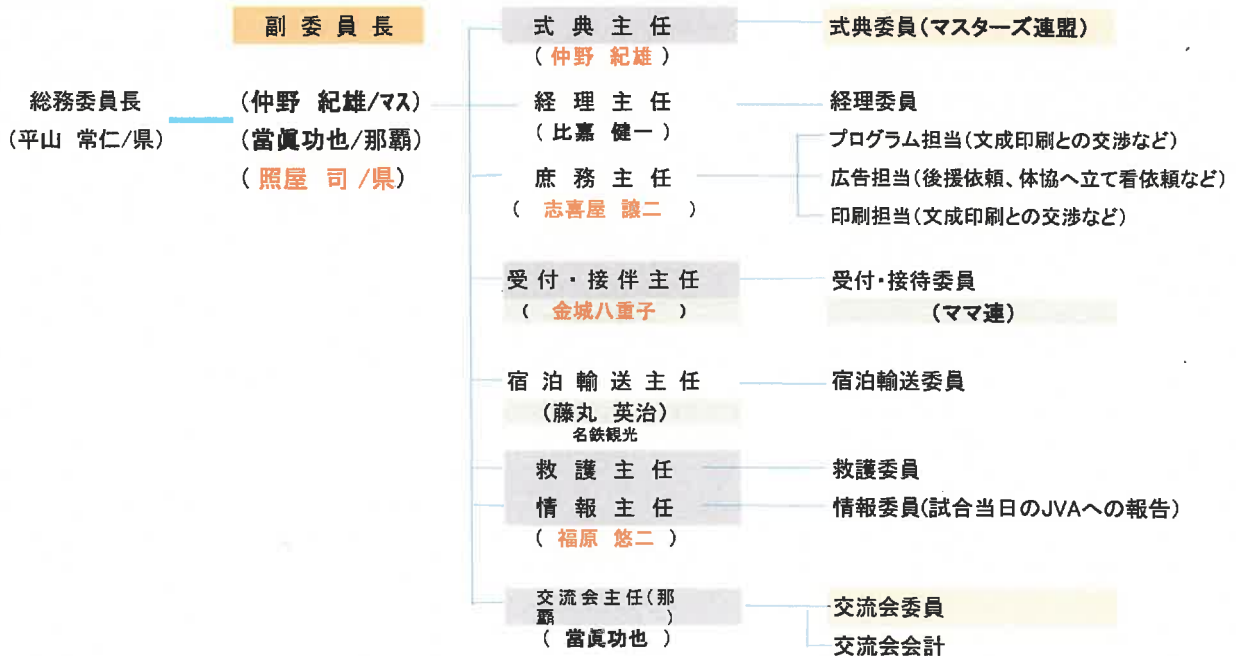 副委員長
式典主任
式典委員(マスターズ連盟)
(仲野 紀雄)
総務委員長
(仲野 紀雄/マス)
経理主任
経理委員
(平山 常仁/県)
(當眞功也/那覇)
(比嘉 健一)
プログラム担当(文成印刷との交渉など)
(照屋 司/県)
庶務主任
広告担当(後援依頼、体協へ立て看依頼など)
(志喜屋 譲二)
印刷担当(文成印刷との交渉など)
受付・接伴主任
受付・接待委員
(金城八重子)
(ママ連)
宿泊輸送主任
宿泊輸送委員
(藤丸 英治)
名鉄観光
救護主任
救護委員
情報主任
情報委員(試合当日のJVAへの報告)
(福原 悠二)
交流会主任(那
覇)
交流会委員
(當眞功也)
交流会会計